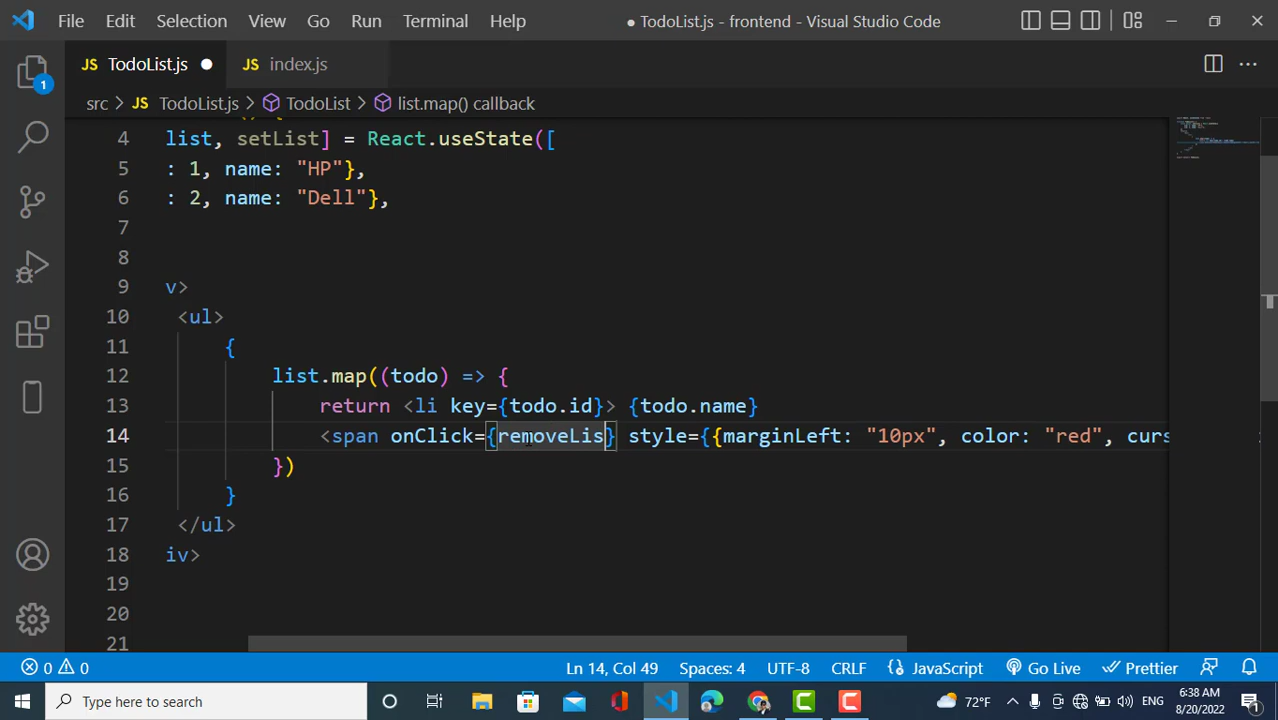 File Edit Selection View Go Run Terminal Help ● TodoList.js - frontend - Visual Studio Code
JS TodoList.js ● JS index.js
src > JS TodoList.js > TodoList > list.map() callback
4 list, setList] = React.useState([
5 : 1, name: "HP"},
6 : 2, name: "Dell"},
7
8
9 v>
10 <ul>
11 {
12 list.map((todo) => {
13 return <li key={todo.id}> {todo.name}
14 <span onClick={removeLis} style={{marginLeft: "10px", color: "red", curs
15 })
16 }
17 </ul>
18 iv>
19
20
21
1
0 0 Ln 14, Col 49 Spaces: 4 UTF-8 CRLF JavaScript Go Live Prettier
Type here to search 72°F ENG 6:38 AM
8/20/2022 1